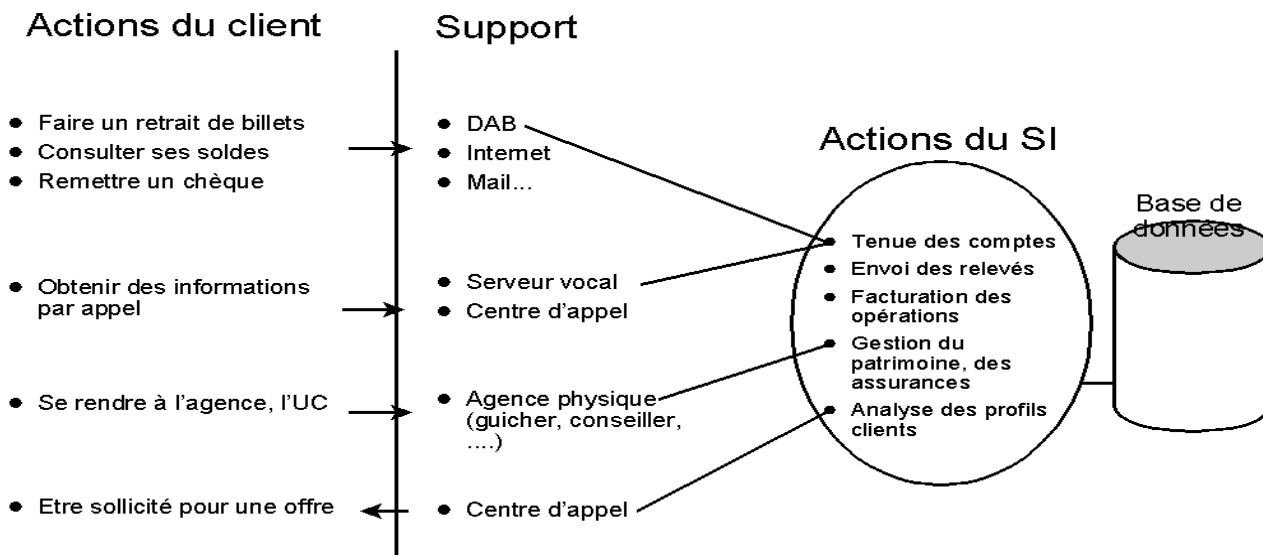 Actions du client
Support
• Faire un retrait de billets
• Consulter ses soldes
• Remettre un chèque
• DAB
• Internet
• Mail...
• Obtenir des informations
par appel
• Serveur vocal
• Centre d'appel
• Se rendre à l'agence, l'UC
• Agence physique
(guicher, conseiller,
....)
• Etre sollicité pour une offre
• Centre d'appel
Actions du SI
• Tenue des comptes
• Envoi des relevés
• Facturation des
opérations
• Gestion du
patrimoine, des
assurances
• Analyse des profils
clients
Base de
données